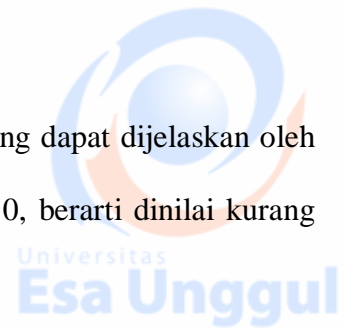 ng dapat dijelaskan oleh
0, berarti dinilai kurang
Universitas
Esa Unggul